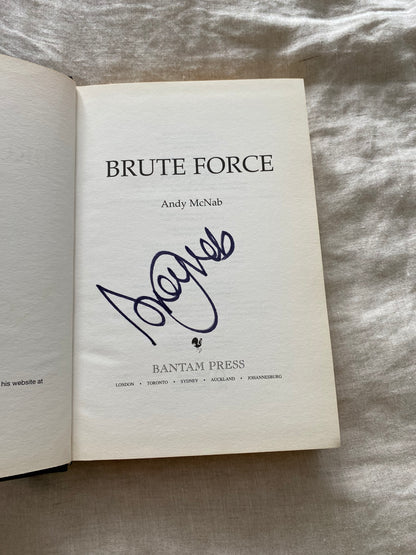 BRUTE FORCE
Andy McNab
BANTAM PRESS
LONDON • TORONTO • SYDNEY • AUCKLAND • JOHANNESBURG
his website at